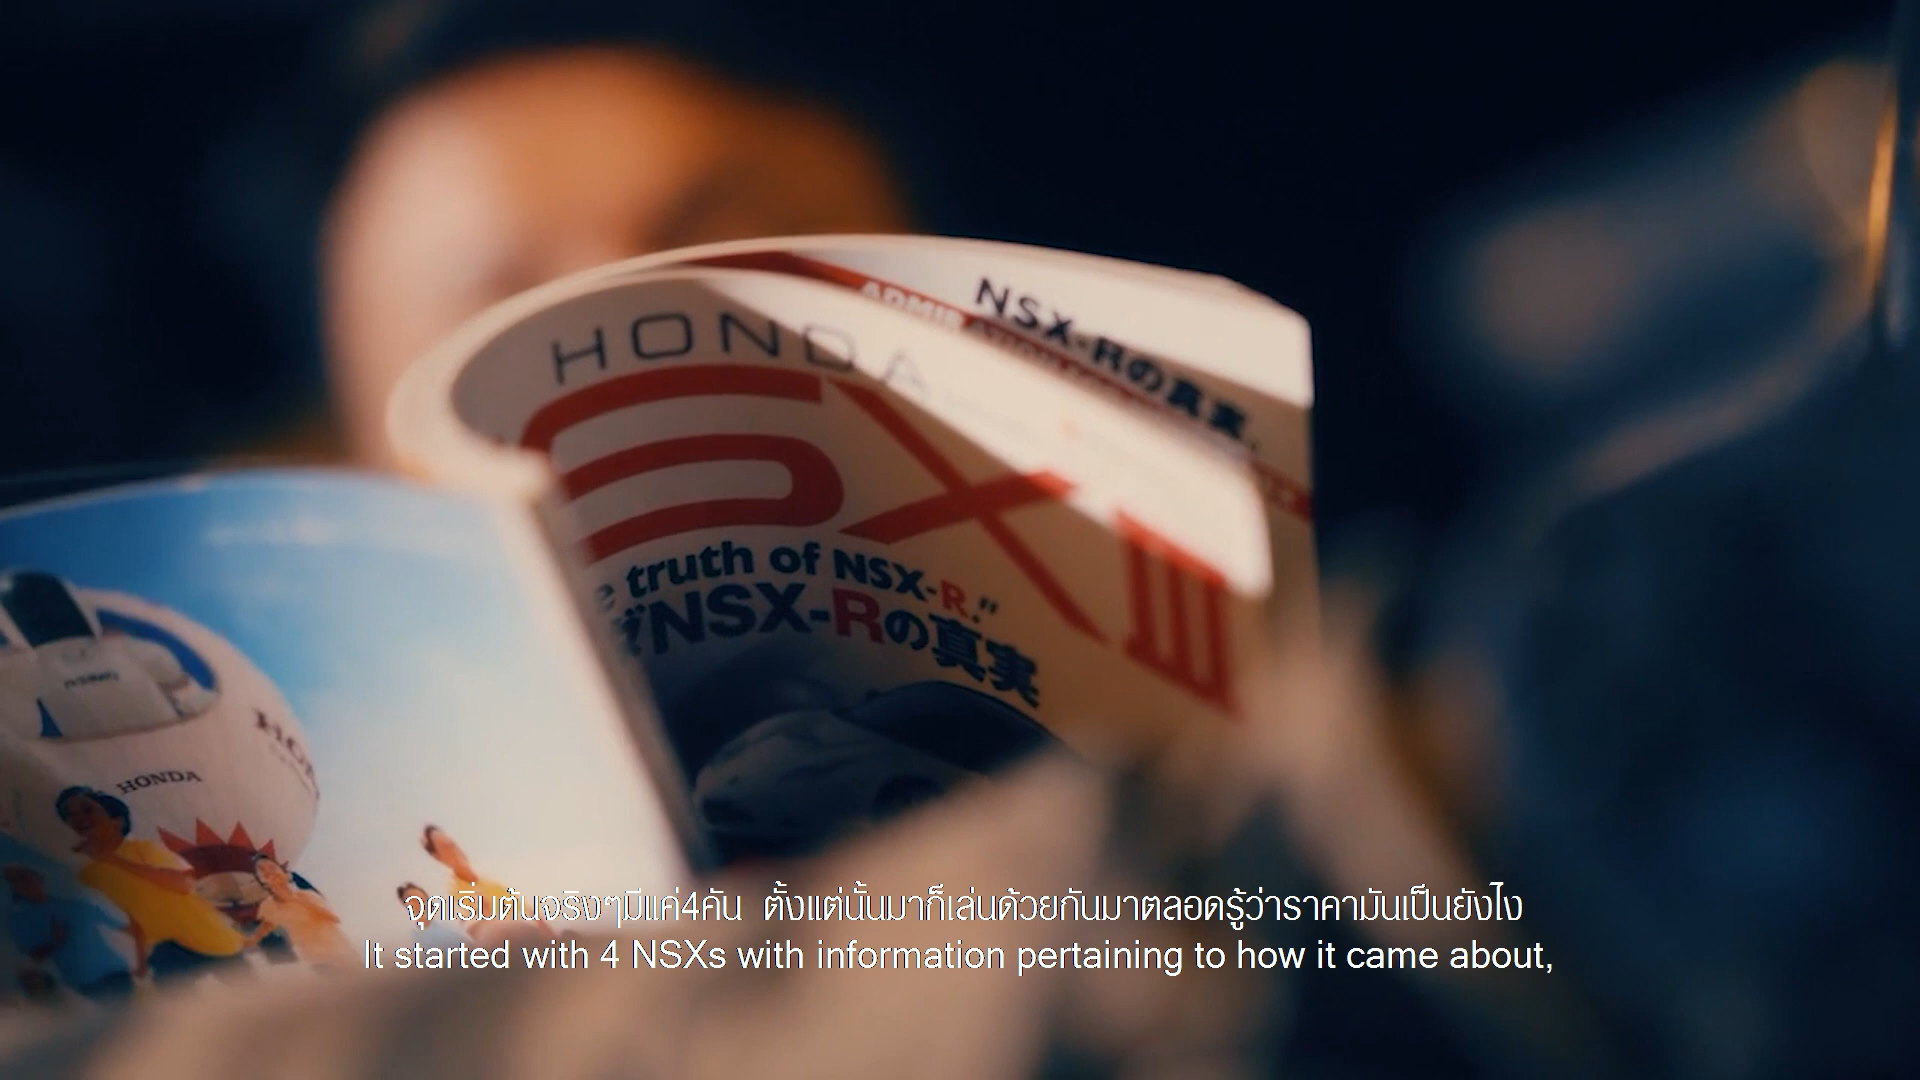 NSX-Rの真実
HONDA
SX III
truth of NSX-R."
NSX-Rの真実
HONDA
จุดเริ่มต้นจริงๆมีแค่4คัน ตั้งแต่นั้นมาก็เล่นด้วยกันมาตลอดรู้ว่าราคามันเป็นยังไง
It started with 4 NSXs with information pertaining to how it came about,